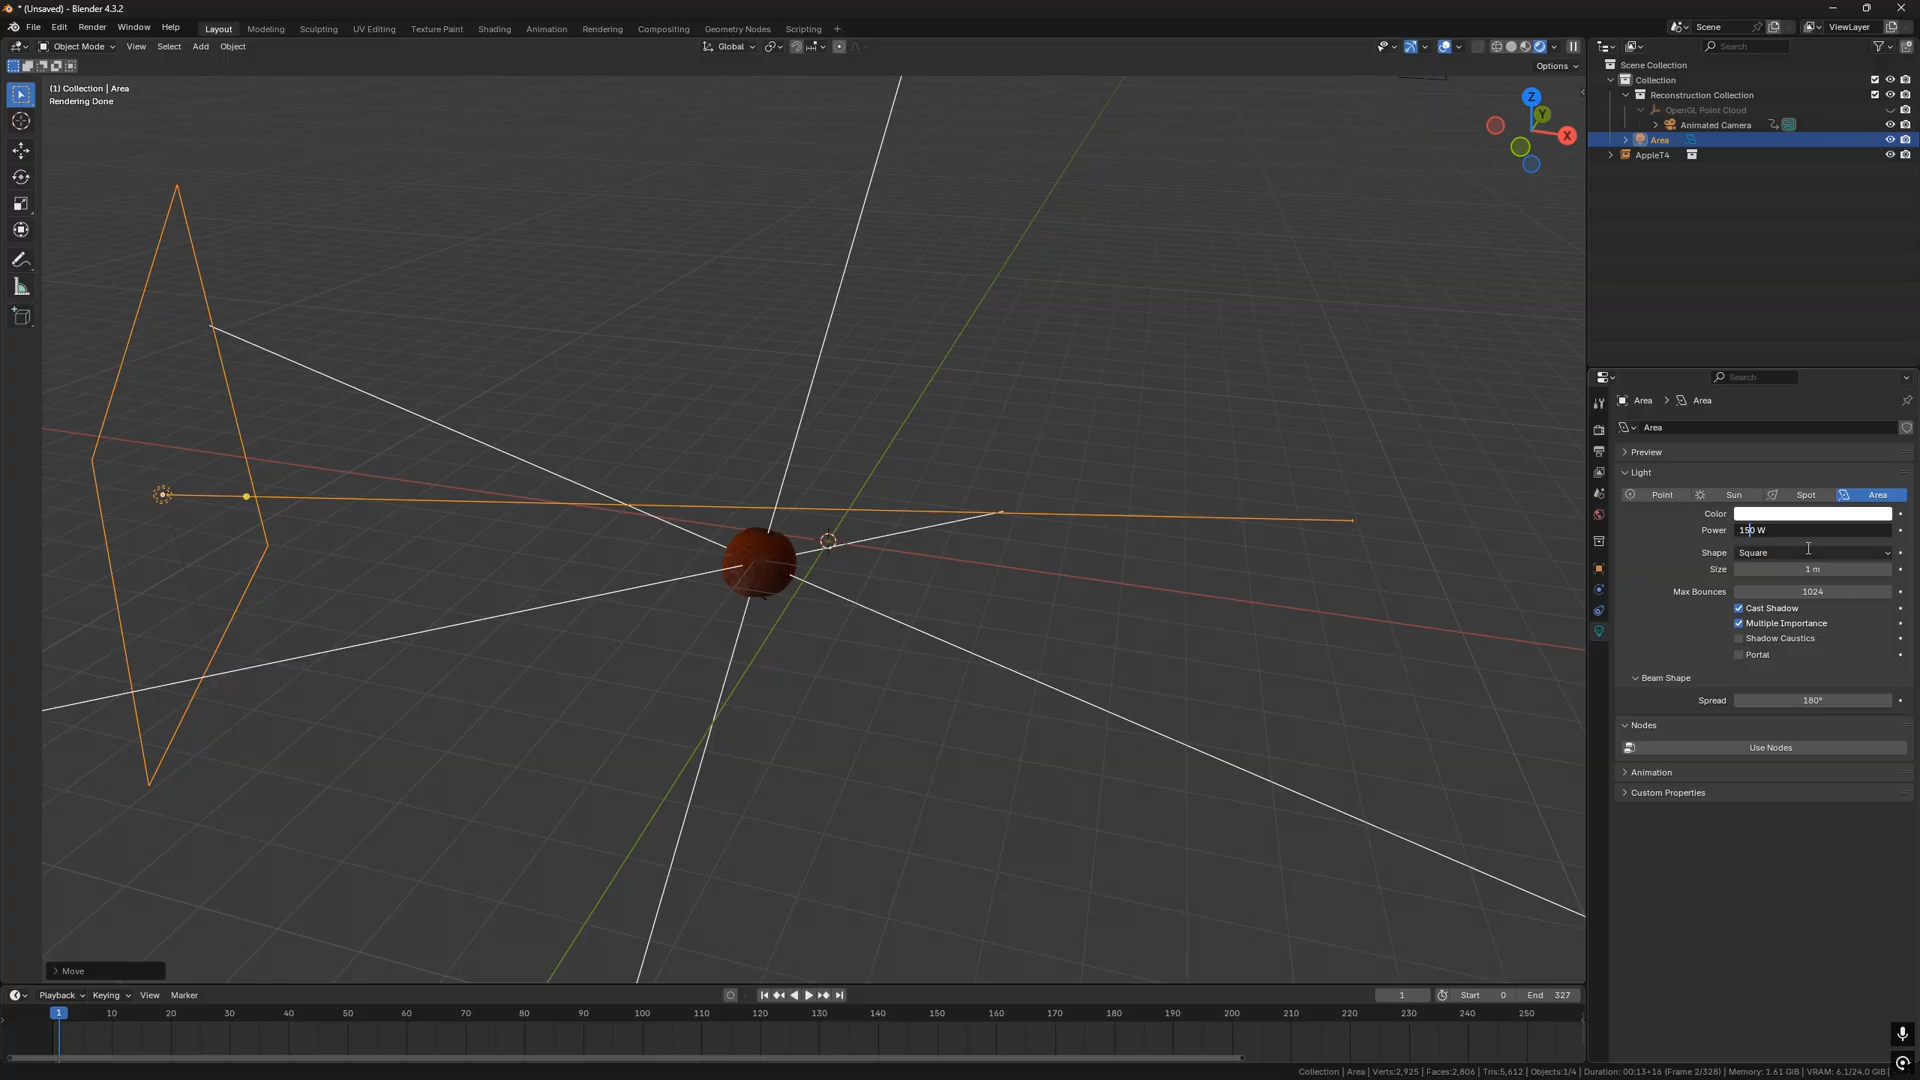 * (Unsaved) - Blender 4.3.2
File Edit Render Window Help Layout Modeling Sculpting UV Editing Texture Paint Shading Animation Rendering Compositing Geometry Nodes Scripting + Scene ViewLayer
Object Mode View Select Add Object Global Search
Options
(1) Collection | Area
Rendering Done
Z
Y
X
Scene Collection
Collection
Reconstruction Collection
OpenGL Point Cloud
Animated Camera
Area
AppleT4
Search
Area > Area
Area
Preview
Light
Point Sun Spot Area
Color
Power 150 W
Shape Square
Size 1 m
Max Bounces 1024
Cast Shadow
Multiple Importance
Shadow Caustics
Portal
Beam Shape
Spread 180°
Nodes
Use Nodes
Animation
Custom Properties
Move
Playback Keying View Marker 1 Start 0 End 327
1 10 20 30 40 50 60 70 80 90 100 110 120 130 140 150 160 170 180 190 200 210 220 230 240 250
Collection | Area | Verts:2,925 | Faces:2,806 | Tris:5,612 | Objects:1/4 | Duration: 00:13+16 (Frame 2/328) | Memory: 1.61 GiB | VRAM: 6.1/24.0 GiB